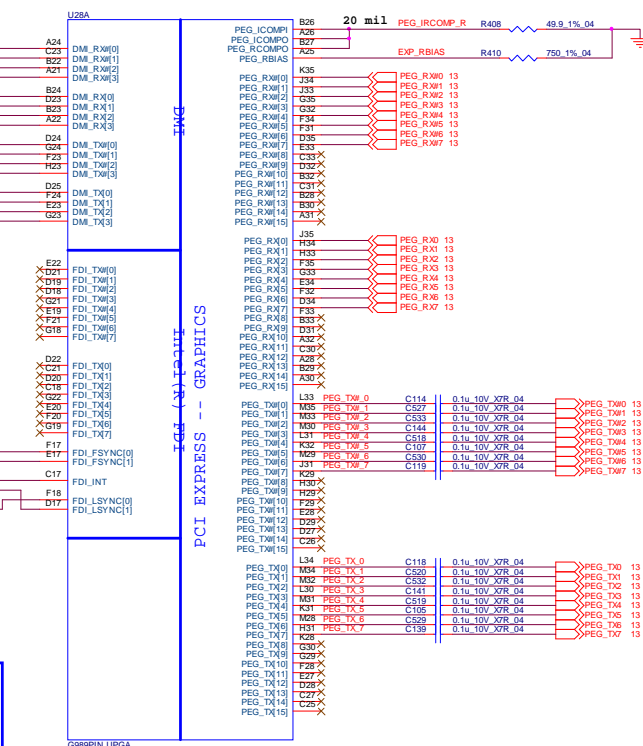 U28A
20 mil
A24 DMI_RX#[0]
C23 DMI_RX#[1]
B22 DMI_RX#[2]
A21 DMI_RX#[3]
B24 DMI_RX[0]
D23 DMI_RX[1]
B23 DMI_RX[2]
A22 DMI_RX[3]
D24 DMI_TX#[0]
G24 DMI_TX#[1]
F23 DMI_TX#[2]
H23 DMI_TX#[3]
D25 DMI_TX[0]
F24 DMI_TX[1]
E23 DMI_TX[2]
G23 DMI_TX[3]
E22 FDI_TX#[0]
D21 FDI_TX#[1]
D19 FDI_TX#[2]
D18 FDI_TX#[3]
G21 FDI_TX#[4]
E19 FDI_TX#[5]
F21 FDI_TX#[6]
G18 FDI_TX#[7]
D22 FDI_TX[0]
C21 FDI_TX[1]
D20 FDI_TX[2]
C18 FDI_TX[3]
G22 FDI_TX[4]
E20 FDI_TX[5]
F20 FDI_TX[6]
G19 FDI_TX[7]
F17 FDI_FSYNC[0]
E17 FDI_FSYNC[1]
C17 FDI_INT
F18 FDI_LSYNC[0]
D17 FDI_LSYNC[1]
DMI
Intel(R) FDI
PCI EXPRESS -- GRAPHICS
PEG_ICOMPI B26 PEG_IRCOMP_R R408 49.9_1%_04
PEG_ICOMPO A26
PEG_RCOMPO B27
PEG_RBIAS A25 EXP_RBIAS R410 750_1%_04
PEG_RX#[0] K35 PEG_RX#0 13
PEG_RX#[1] J34 PEG_RX#1 13
PEG_RX#[2] J33 PEG_RX#2 13
PEG_RX#[3] G35 PEG_RX#3 13
PEG_RX#[4] G32 PEG_RX#4 13
PEG_RX#[5] F34 PEG_RX#5 13
PEG_RX#[6] F31 PEG_RX#6 13
PEG_RX#[7] D35 PEG_RX#7 13
PEG_RX#[8] E33
PEG_RX#[9] C33
PEG_RX#[10] D32
PEG_RX#[11] B32
PEG_RX#[12] C31
PEG_RX#[13] B28
PEG_RX#[14] B30
PEG_RX#[15] A31
PEG_RX[0] J35 PEG_RX0 13
PEG_RX[1] H34 PEG_RX1 13
PEG_RX[2] H33 PEG_RX2 13
PEG_RX[3] F35 PEG_RX3 13
PEG_RX[4] G33 PEG_RX4 13
PEG_RX[5] E34 PEG_RX5 13
PEG_RX[6] F32 PEG_RX6 13
PEG_RX[7] D34 PEG_RX7 13
PEG_RX[8] F33
PEG_RX[9] B33
PEG_RX[10] D31
PEG_RX[11] A32
PEG_RX[12] C30
PEG_RX[13] A28
PEG_RX[14] B29
PEG_RX[15] A30
PEG_TX#[0] L33 PEG_TX#_0 C114 0.1u_10V_X7R_04 PEG_TX#0 13
PEG_TX#[1] M35 PEG_TX#_1 C527 0.1u_10V_X7R_04 PEG_TX#1 13
PEG_TX#[2] M33 PEG_TX#_2 C533 0.1u_10V_X7R_04 PEG_TX#2 13
PEG_TX#[3] M30 PEG_TX#_3 C144 0.1u_10V_X7R_04 PEG_TX#3 13
PEG_TX#[4] L31 PEG_TX#_4 C518 0.1u_10V_X7R_04 PEG_TX#4 13
PEG_TX#[5] K32 PEG_TX#_5 C107 0.1u_10V_X7R_04 PEG_TX#5 13
PEG_TX#[6] M29 PEG_TX#_6 C530 0.1u_10V_X7R_04 PEG_TX#6 13
PEG_TX#[7] J31 PEG_TX#_7 C119 0.1u_10V_X7R_04 PEG_TX#7 13
PEG_TX#[8] K29
PEG_TX#[9] H30
PEG_TX#[10] H29
PEG_TX#[11] F29
PEG_TX#[12] E28
PEG_TX#[13] D29
PEG_TX#[14] D27
PEG_TX#[15] C26
PEG_TX[0] L34 PEG_TX_0 C118 0.1u_10V_X7R_04 PEG_TX0 13
PEG_TX[1] M34 PEG_TX_1 C520 0.1u_10V_X7R_04 PEG_TX1 13
PEG_TX[2] M32 PEG_TX_2 C532 0.1u_10V_X7R_04 PEG_TX2 13
PEG_TX[3] L30 PEG_TX_3 C141 0.1u_10V_X7R_04 PEG_TX3 13
PEG_TX[4] M31 PEG_TX_4 C519 0.1u_10V_X7R_04 PEG_TX4 13
PEG_TX[5] K31 PEG_TX_5 C105 0.1u_10V_X7R_04 PEG_TX5 13
PEG_TX[6] M28 PEG_TX_6 C529 0.1u_10V_X7R_04 PEG_TX6 13
PEG_TX[7] H31 PEG_TX_7 C139 0.1u_10V_X7R_04 PEG_TX7 13
PEG_TX[8] K28
PEG_TX[9] G30
PEG_TX[10] G29
PEG_TX[11] F28
PEG_TX[12] E27
PEG_TX[13] D28
PEG_TX[14] C27
PEG_TX[15] C25
G989PIN UPGA